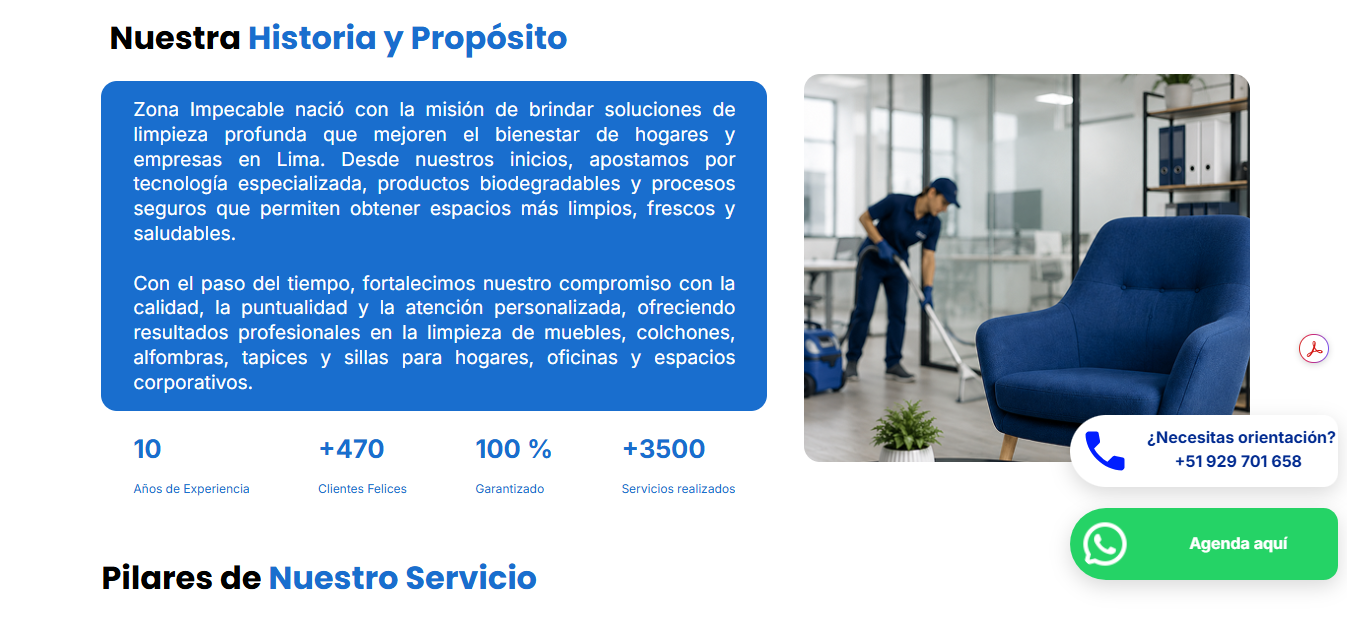 Nuestra Historia y Propósito
Zona Impecable nació con la misión de brindar soluciones de
limpieza profunda que mejoren el bienestar de hogares y
empresas en Lima. Desde nuestros inicios, apostamos por
tecnología especializada, productos biodegradables y procesos
seguros que permiten obtener espacios más limpios, frescos y
saludables.
Con el paso del tiempo, fortalecimos nuestro compromiso con la
calidad, la puntualidad y la atención personalizada, ofreciendo
resultados profesionales en la limpieza de muebles, colchones,
alfombras, tapices y sillas para hogares, oficinas y espacios
corporativos.
10
Años de Experiencia
+470
Clientes Felices
100 %
Garantizado
+3500
Servicios realizados
¿Necesitas orientación?
+51 929 701 658
Agenda aquí
Pilares de Nuestro Servicio